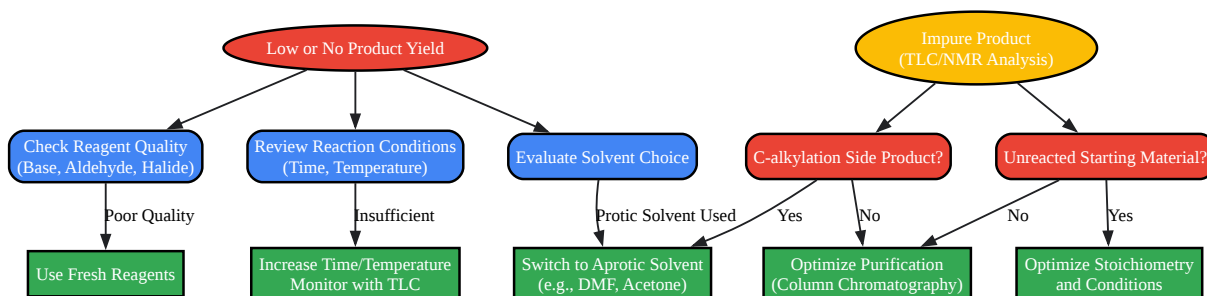 Low or No Product Yield
Impure Product
(TLC/NMR Analysis)
Check Reagent Quality
(Base, Aldehyde, Halide)
Review Reaction Conditions
(Time, Temperature)
Evaluate Solvent Choice
C-alkylation Side Product?
Unreacted Starting Material?
Poor Quality
Insufficient
Protic Solvent Used
Yes
No
No
Yes
Use Fresh Reagents
Increase Time/Temperature
Monitor with TLC
Switch to Aprotic Solvent
(e.g., DMF, Acetone)
Optimize Purification
(Column Chromatography)
Optimize Stoichiometry
and Conditions